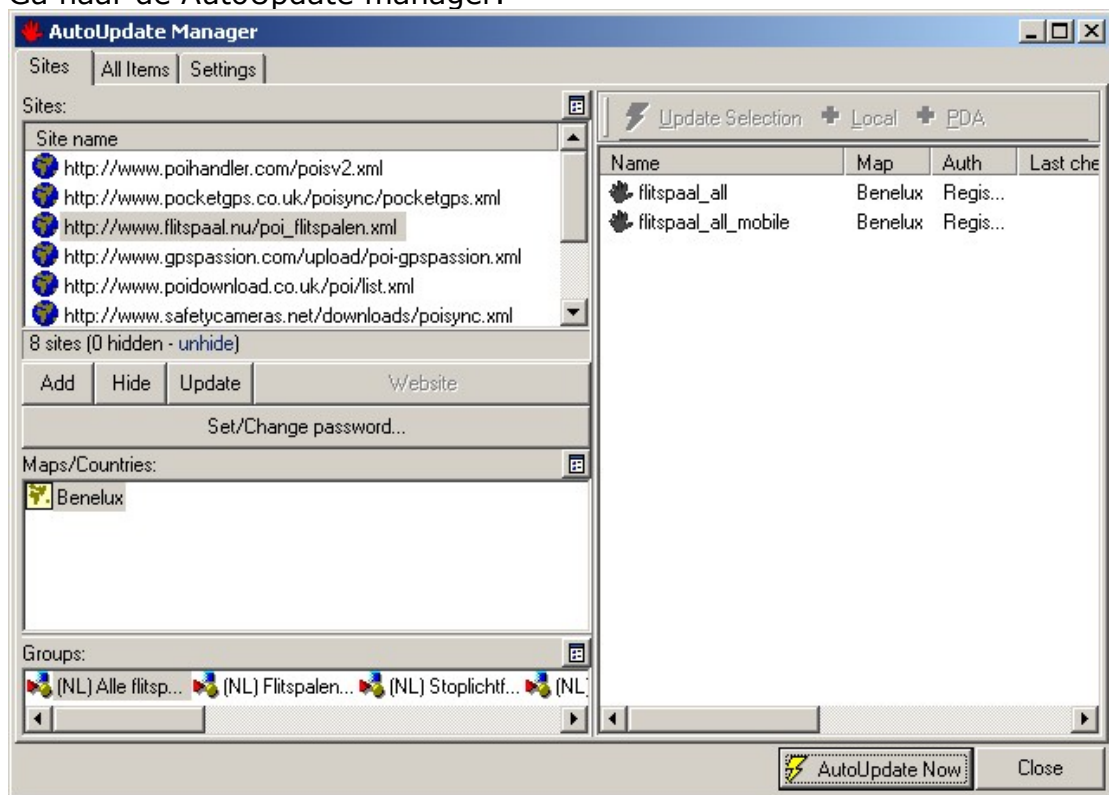 Ga naar de AutoUpdate manager.
AutoUpdate Manager
Sites All Items Settings
Sites:
Site name
http://www.poihandler.com/poisv2.xml
http://www.pocketgps.co.uk/poisync/pocketgps.xml
http://www.flitspaal.nu/poi_flitspalen.xml
http://www.gpspassion.com/upload/poi-gpspassion.xml
http://www.poidownload.co.uk/poi/list.xml
http://www.safetycameras.net/downloads/poisync.xml
8 sites (0 hidden - unhide)
Add Hide Update Website
Set/Change password...
Maps/Countries:
Benelux
Groups:
(NL) Alle flitsp... (NL) Flitspalen... (NL) Stoplichtf... (NL)
Update Selection Local PDA
Name Map Auth Last che
flitspaal_all Benelux Regis...
flitspaal_all_mobile Benelux Regis...
AutoUpdate Now Close